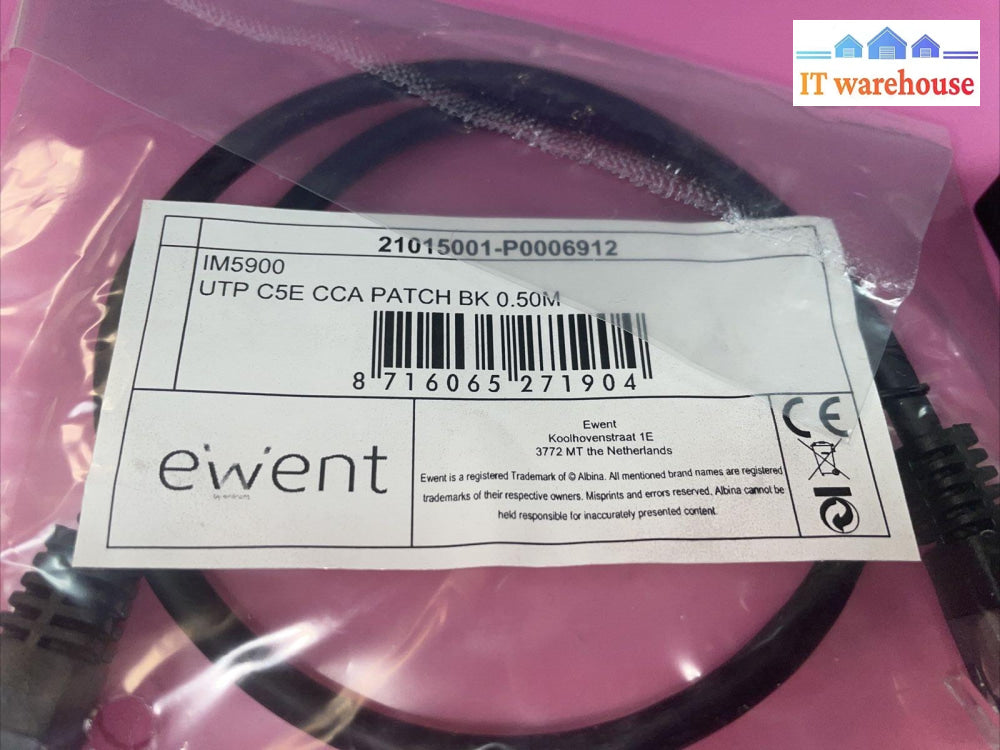 IT warehouse
21015001-P0006912
IM5900
UTP C5E CCA PATCH BK 0.50M
8 716065 271904
ewent
Ewent
Koolhovenstraat 1E
3772 MT the Netherlands
Ewent is a registered Trademark of © Albina. All mentioned brand names are registered
trademarks of their respective owners. Misprints and errors reserved, Albina cannot be
held responsible for inaccurately presented content.
CE